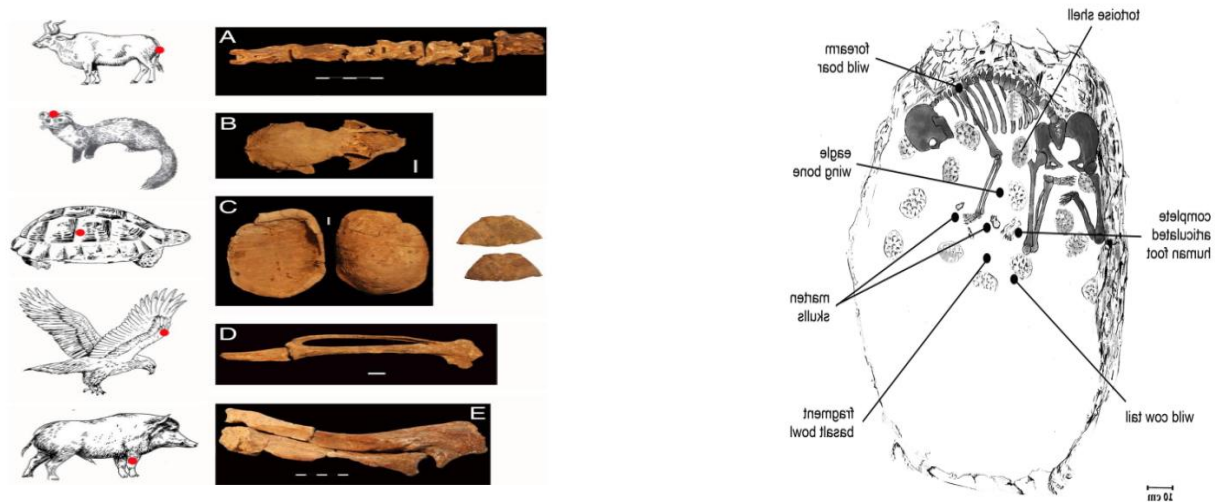 A
B
C
D
E
tortoise shell
forearm
wild boar
eagle
wing bone
complete
articulated
human foot
marten
skulls
fragment
basalt bowl
wild cow tail
10 cm